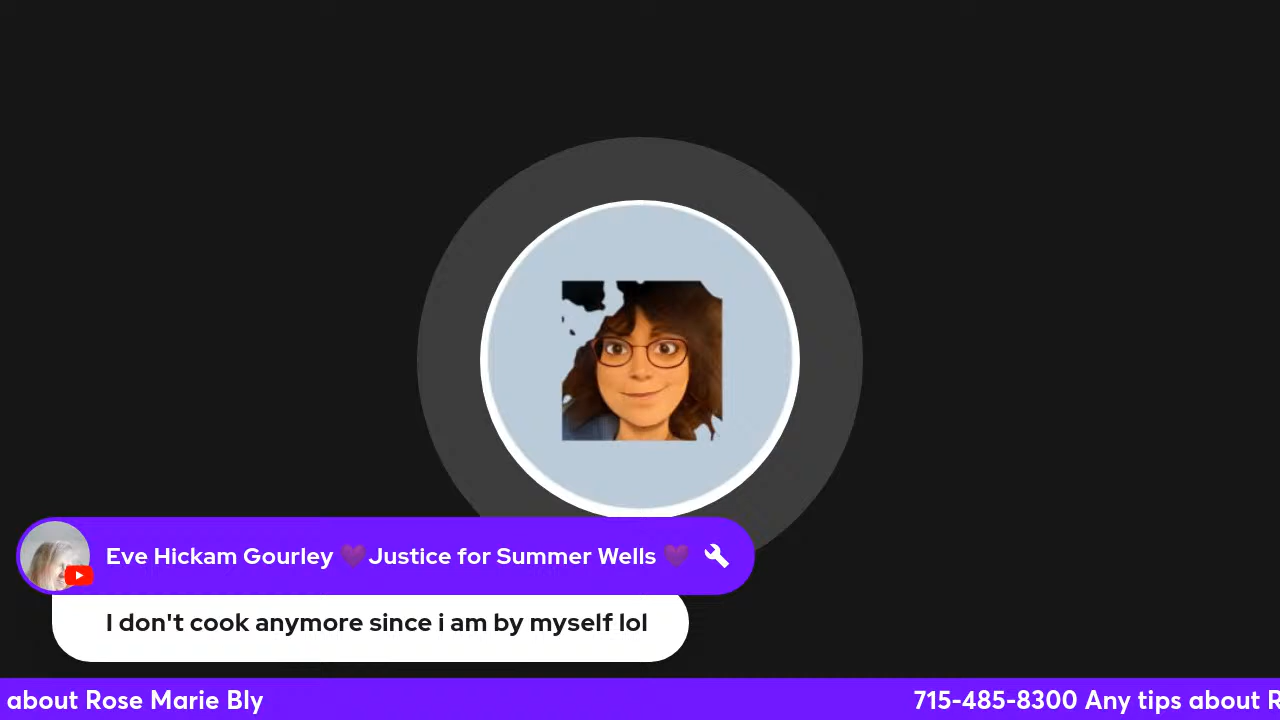 Eve Hickam Gourley 💜Justice for Summer Wells 💜
I don't cook anymore since i am by myself lol
about Rose Marie Bly 715-485-8300 Any tips about R